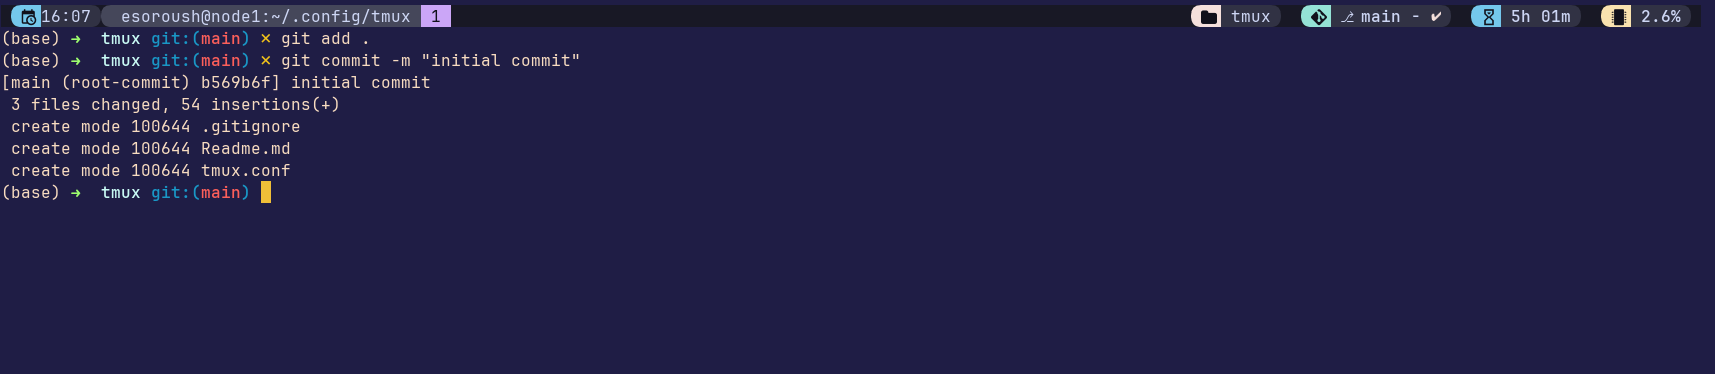 16:07 esoroush@node1:~/.config/tmux 1 tmux ⎇ main - ✔ 5h 01m 2.6%
(base) ➜ tmux git:(main) ✗ git add .
(base) ➜ tmux git:(main) ✗ git commit -m "initial commit"
[main (root-commit) b569b6f] initial commit
 3 files changed, 54 insertions(+)
 create mode 100644 .gitignore
 create mode 100644 Readme.md
 create mode 100644 tmux.conf
(base) ➜ tmux git:(main)